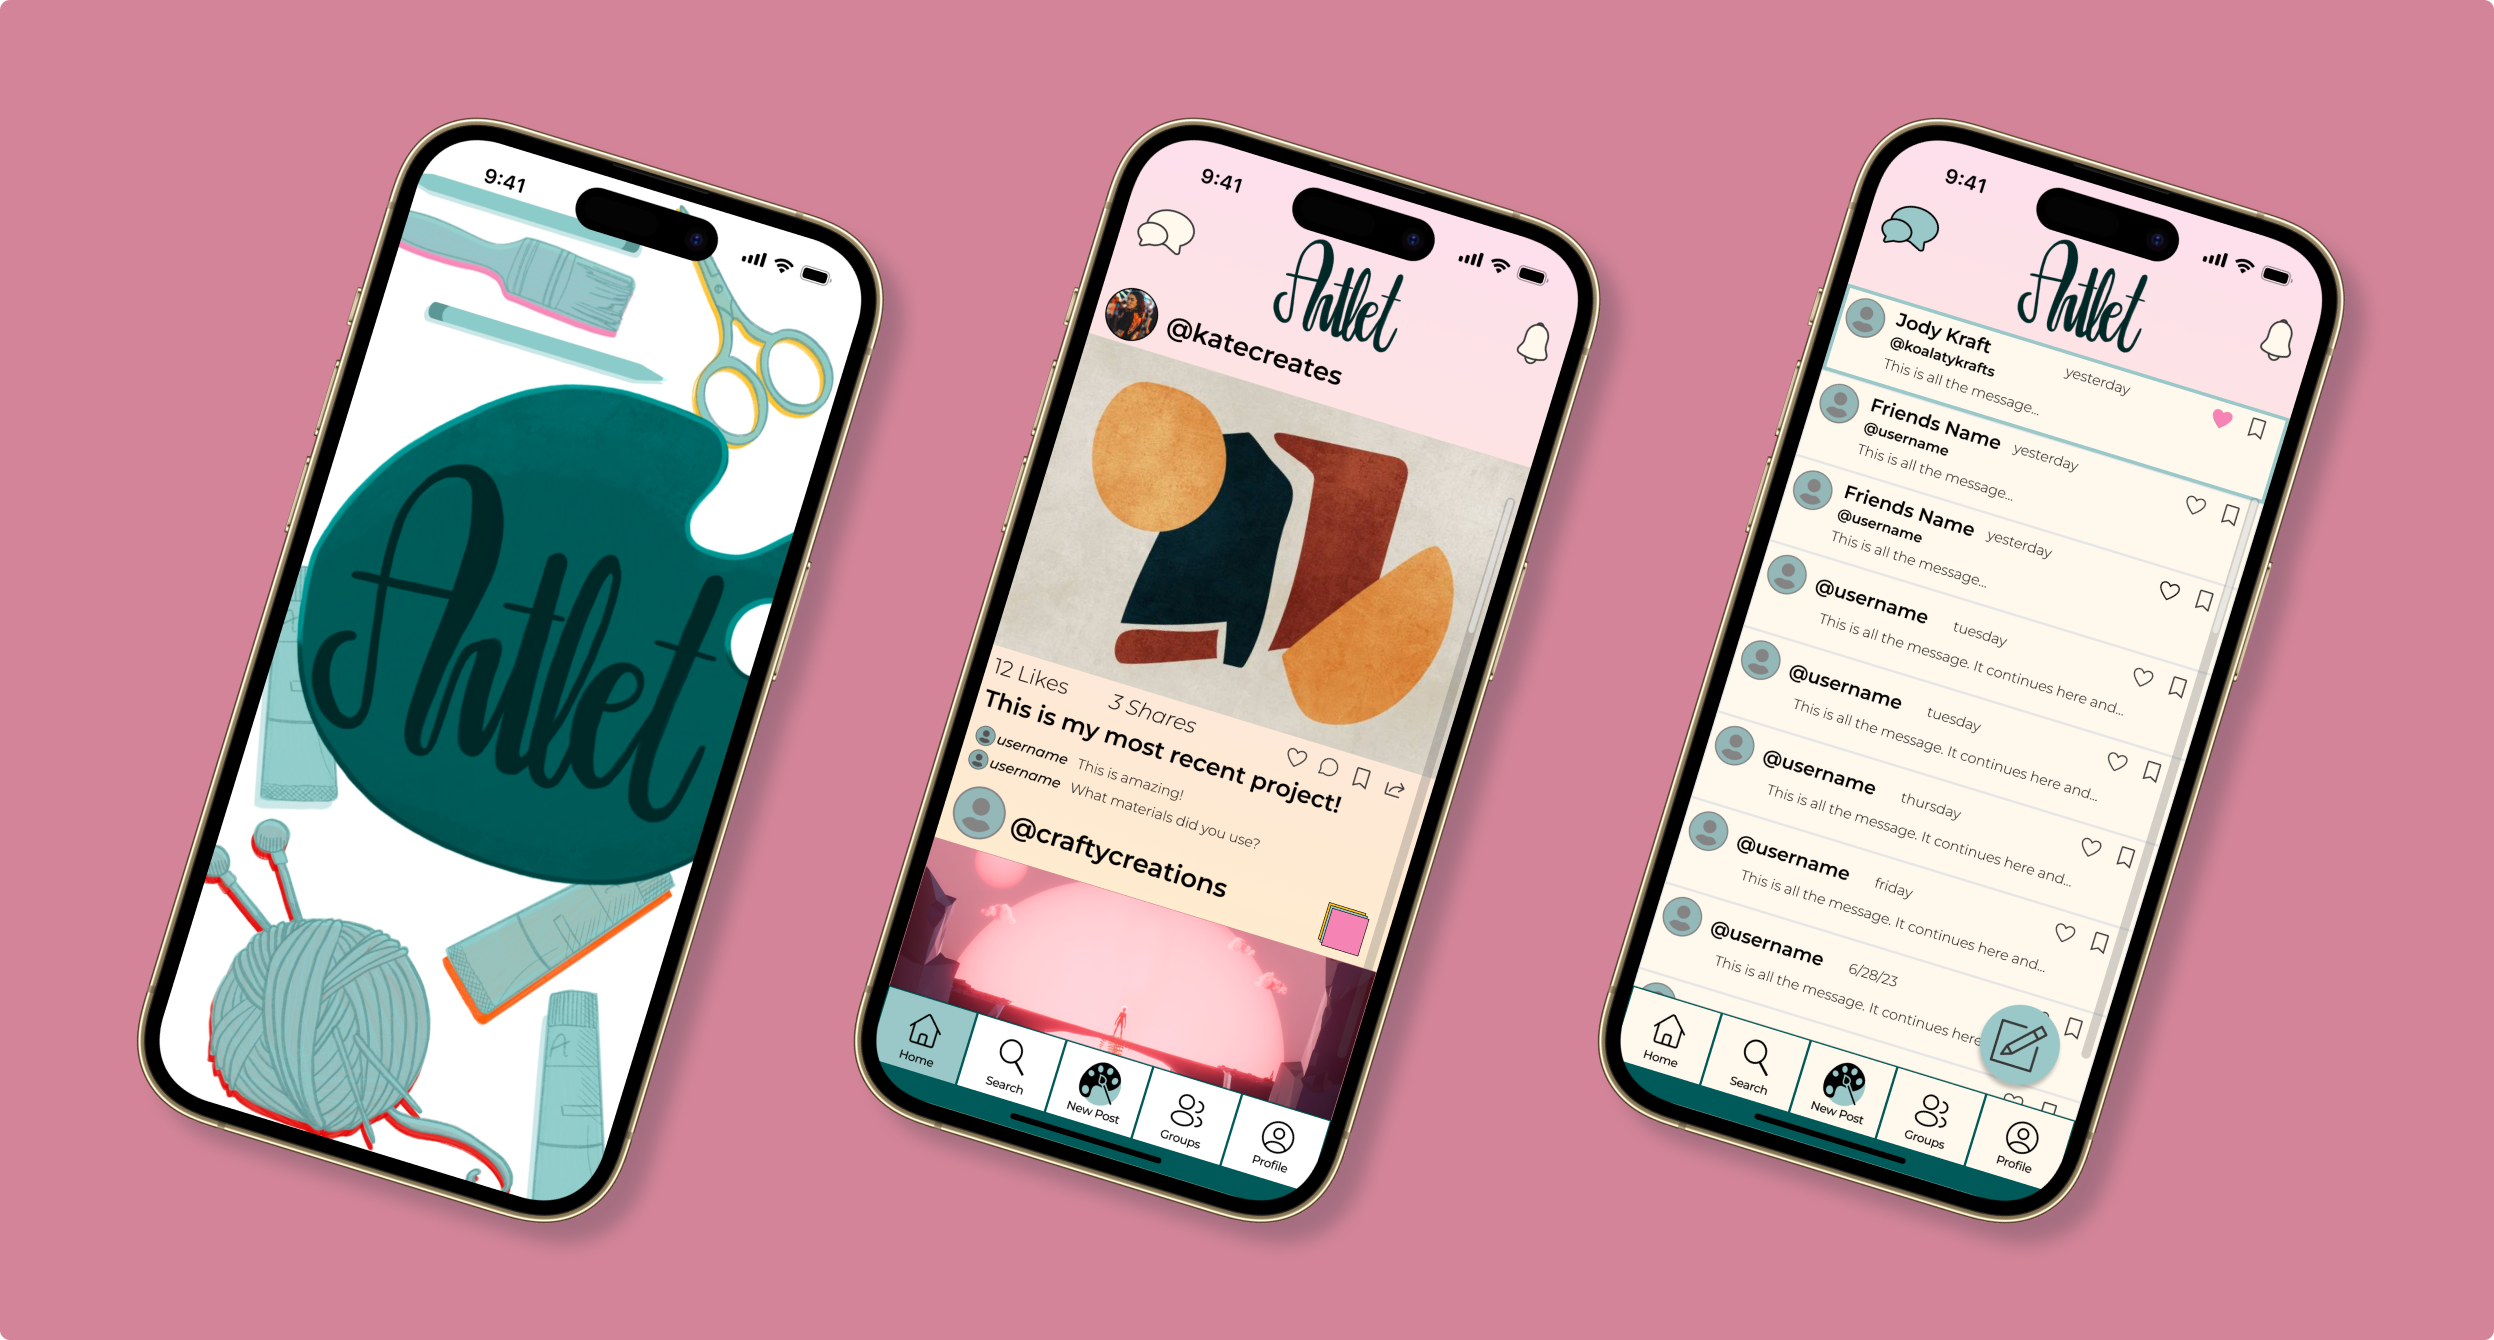 9:41
Artlet
9:41
Artlet
@katecreates
12 Likes
3 Shares
This is my most recent project!
username This is amazing!
username What materials did you use?
@craftycreations
Home
Search
New Post
Groups
Profile
9:41
Artlet
Jody Kraft
@koalatykrafts
yesterday
This is all the message...
Friends Name
yesterday
@username
This is all the message...
Friends Name
yesterday
@username
This is all the message...
@username
tuesday
This is all the message. It continues here and...
@username
tuesday
This is all the message. It continues here and...
@username
thursday
This is all the message. It continues here and...
@username
friday
This is all the message. It continues here and...
@username
6/28/23
This is all the message. It continues here
Home
Search
New Post
Groups
Profile